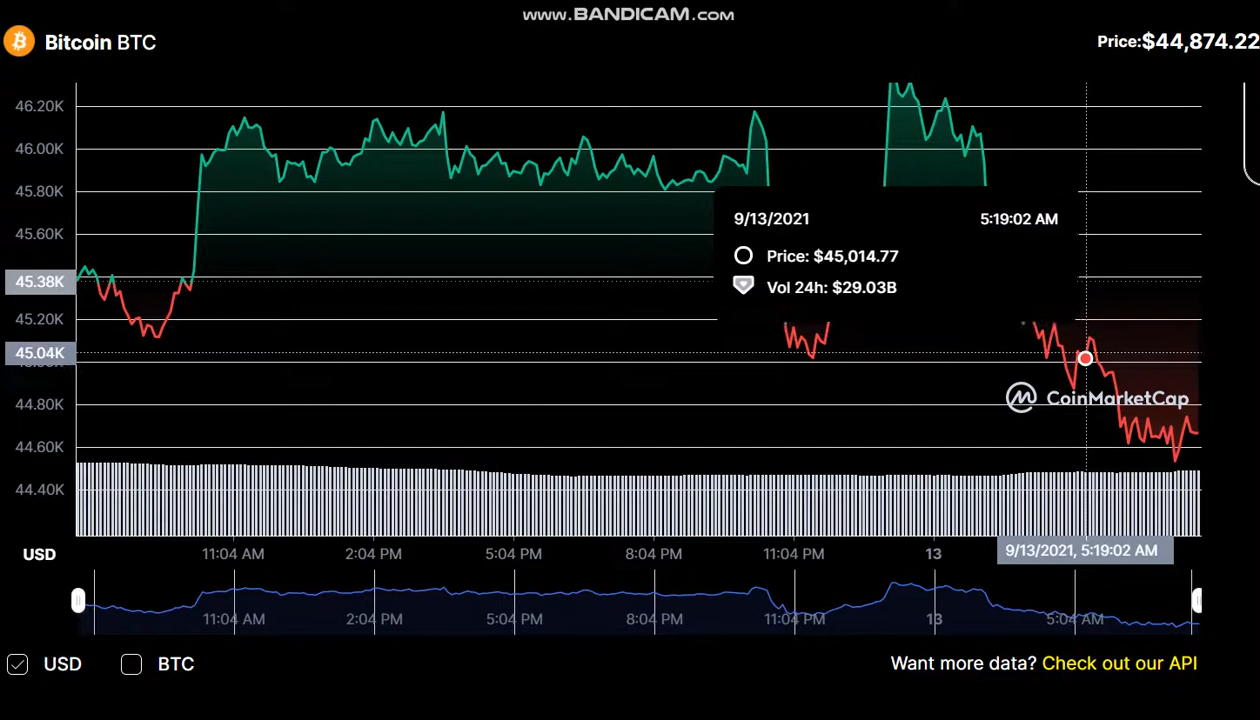 www.BANDICAM.com
Bitcoin BTC
Price:$44,874.22
46.20K
46.00K
45.80K
45.60K
45.38K
45.20K
45.04K
44.80K
44.60K
44.40K
9/13/2021 5:19:02 AM
Price: $45,014.77
Vol 24h: $29.03B
CoinMarketCap
USD 11:04 AM 2:04 PM 5:04 PM 8:04 PM 11:04 PM 13 9/13/2021, 5:19:02 AM
11:04 AM 2:04 PM 5:04 PM 8:04 PM 11:04 PM 13 5:04 AM
USD BTC
Want more data? Check out our API